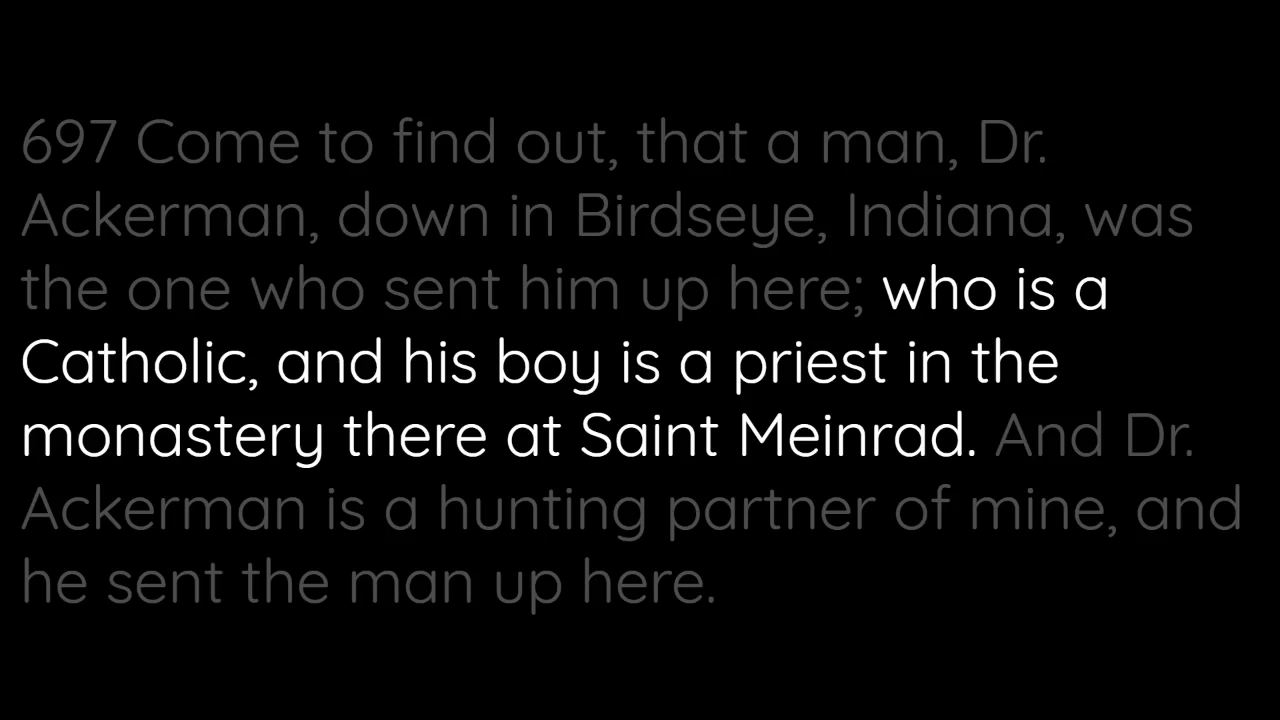 697 Come to find out, that a man, Dr.
Ackerman, down in Birdseye, Indiana, was
the one who sent him up here; who is a
Catholic, and his boy is a priest in the
monastery there at Saint Meinrad. And Dr.
Ackerman is a hunting partner of mine, and
he sent the man up here.